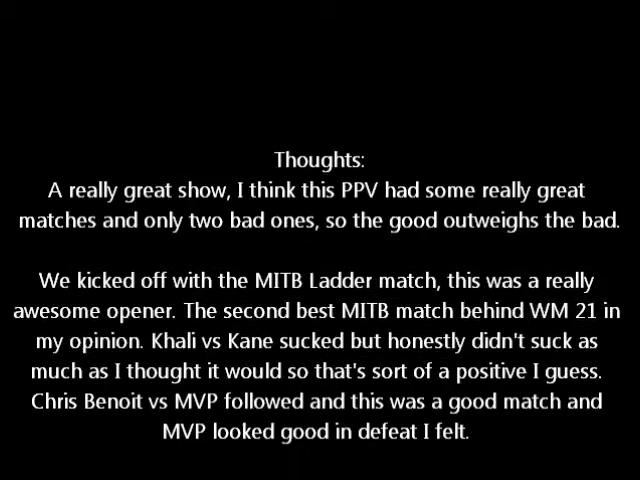 Thoughts:
A really great show, I think this PPV had some really great
matches and only two bad ones, so the good outweighs the bad.
We kicked off with the MITB Ladder match, this was a really
awesome opener. The second best MITB match behind WM 21 in
my opinion. Khali vs Kane sucked but honestly didn't suck as
much as I thought it would so that's sort of a positive I guess.
Chris Benoit vs MVP followed and this was a good match and
MVP looked good in defeat I felt.